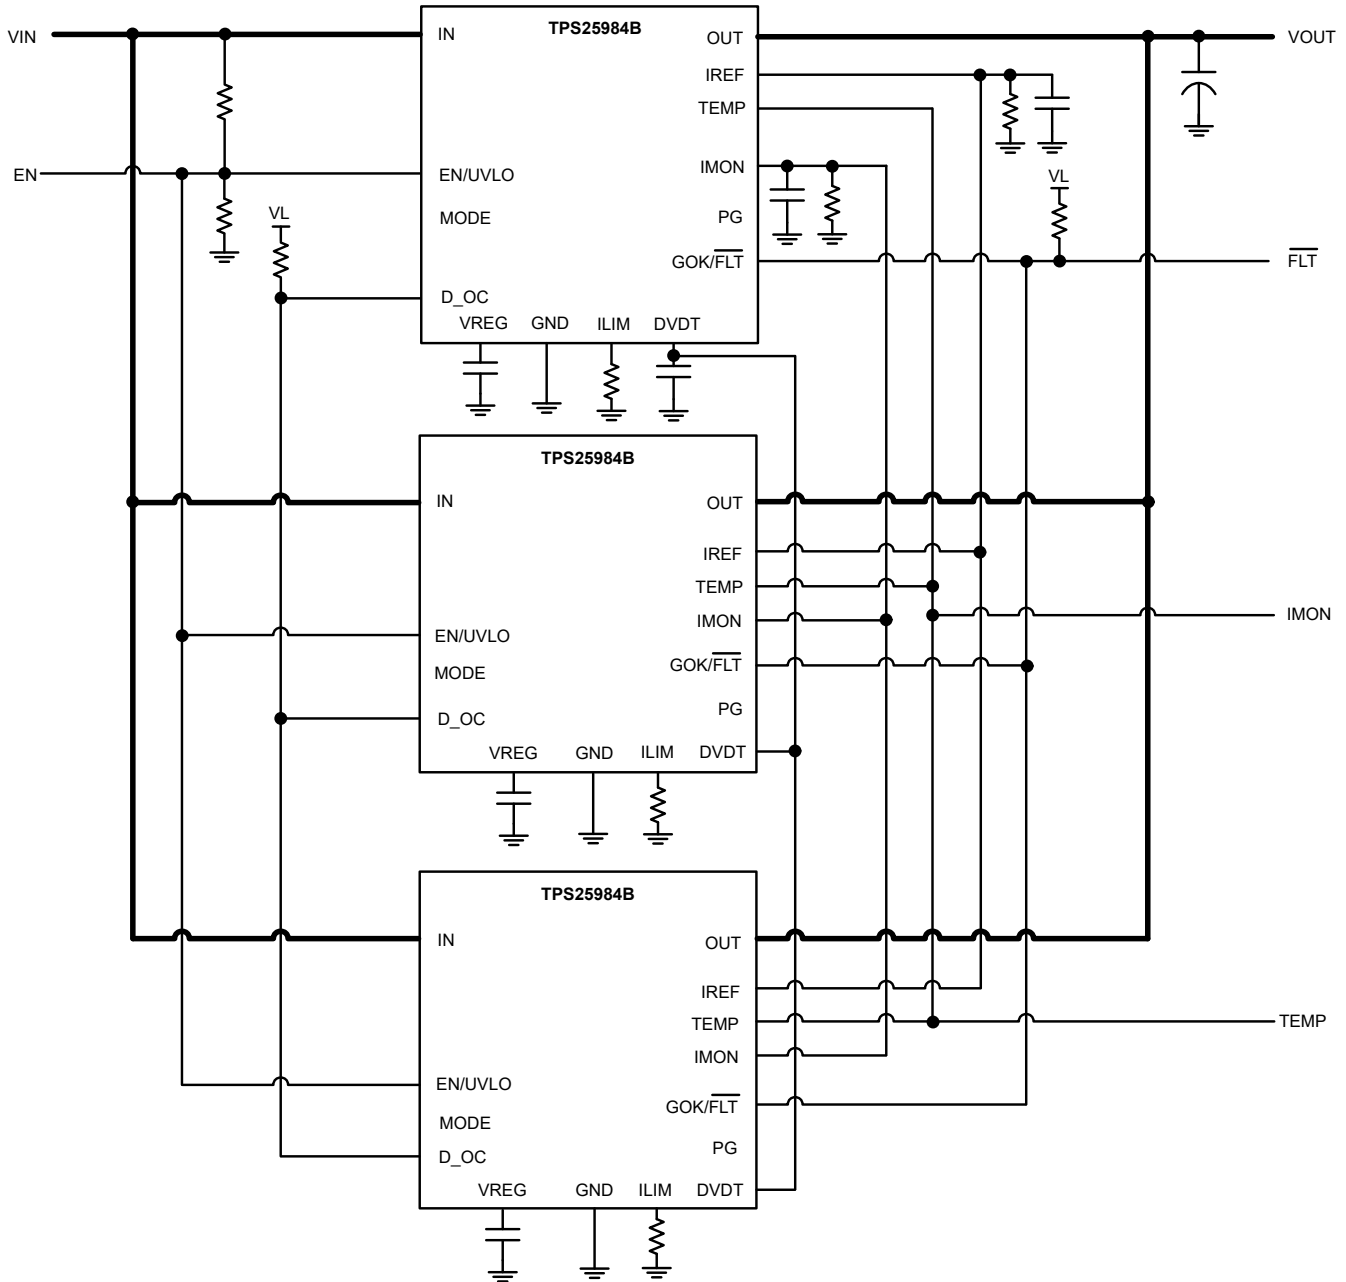 VIN
EN
TPS25984B
IN
OUT
IREF
TEMP
IMON
EN/UVLO
MODE
PG
GOK/FLT
D_OC
VREG
GND
ILIM
DVDT
VL
VL
VOUT
FLT
TPS25984B
IN
OUT
IREF
TEMP
IMON
EN/UVLO
GOK/FLT
MODE
PG
D_OC
VREG
GND
ILIM
DVDT
IMON
TPS25984B
IN
OUT
IREF
TEMP
IMON
EN/UVLO
GOK/FLT
MODE
PG
D_OC
VREG
GND
ILIM
DVDT
TEMP